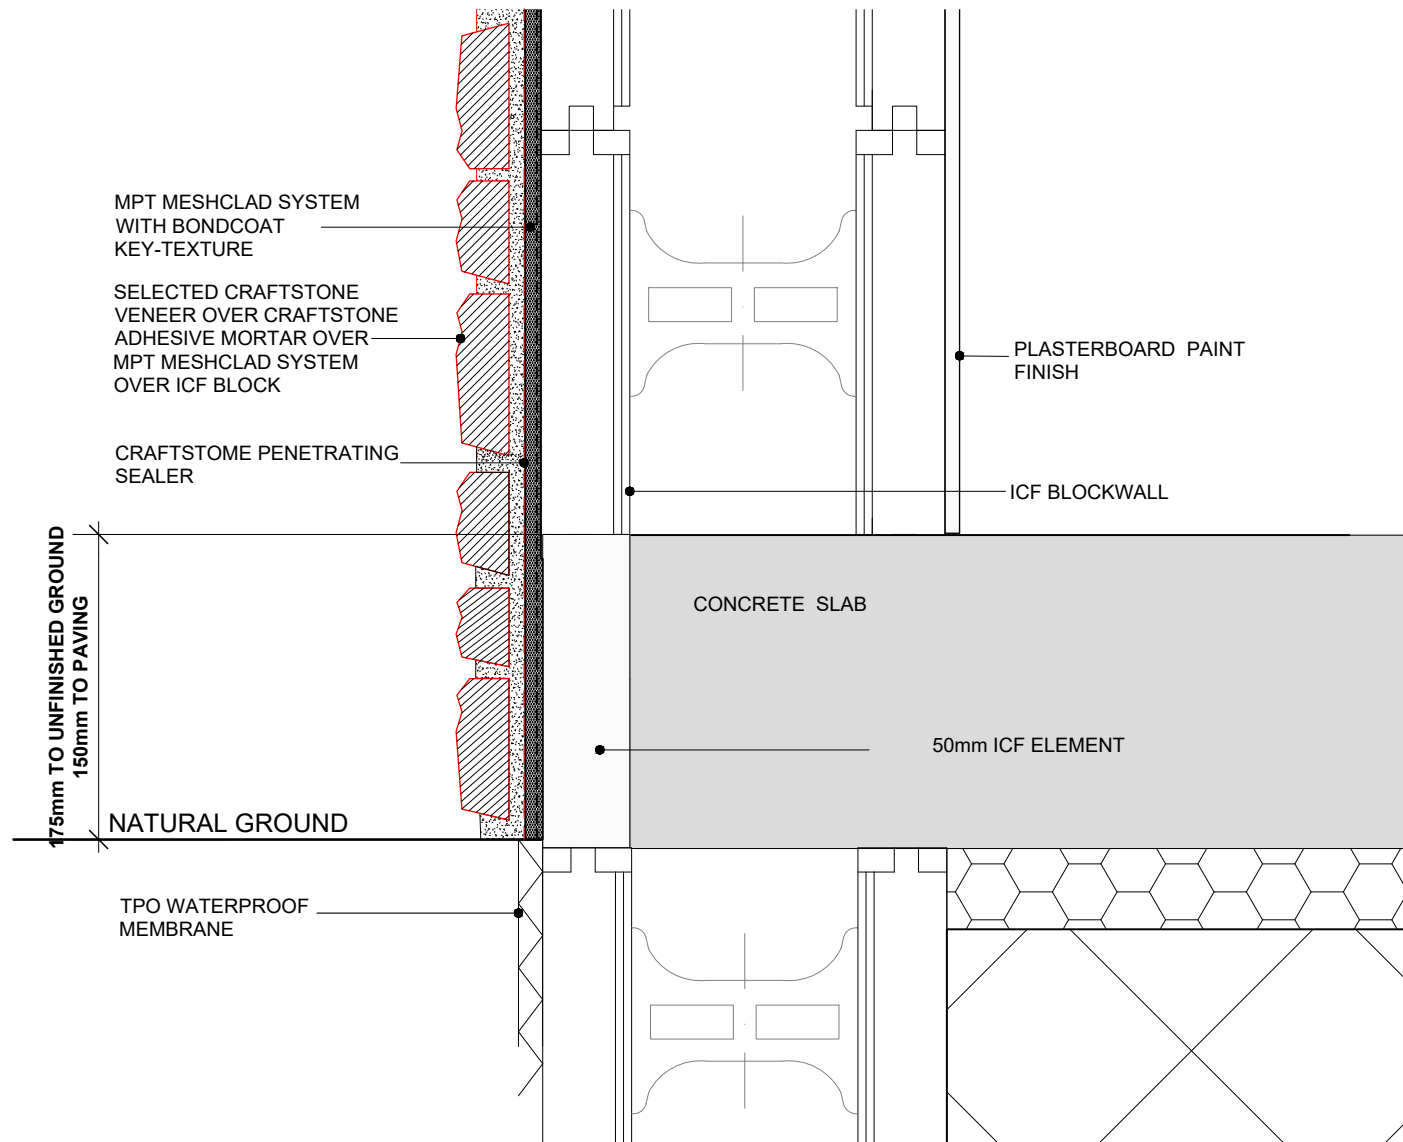 MPT MESHCLAD SYSTEM
WITH BONDCOAT
KEY-TEXTURE
SELECTED CRAFTSTONE
VENEER OVER CRAFTSTONE
ADHESIVE MORTAR OVER
MPT MESHCLAD SYSTEM
OVER ICF BLOCK
PLASTERBOARD PAINT
FINISH
CRAFTSTOME PENETRATING
SEALER
ICF BLOCKWALL
175mm TO UNFINISHED GROUND
150mm TO PAVING
CONCRETE SLAB
50mm ICF ELEMENT
NATURAL GROUND
TPO WATERPROOF
MEMBRANE